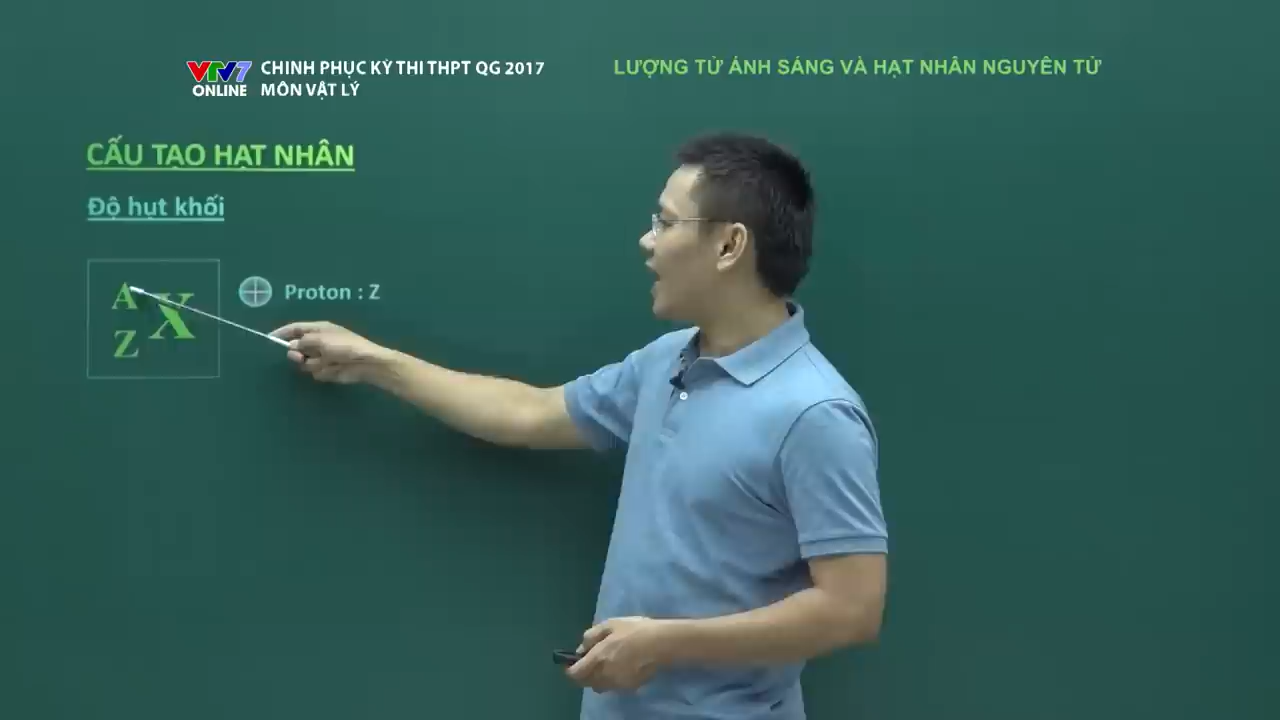 VTV7
ONLINE
CHINH PHỤC KỲ THI THPT QG 2017
MÔN VẬT LÝ
LƯỢNG TỬ ÁNH SÁNG VÀ HẠT NHÂN NGUYÊN TỬ
CẤU TẠO HẠT NHÂN
Độ hụt khối
A
X
Z
Proton : Z